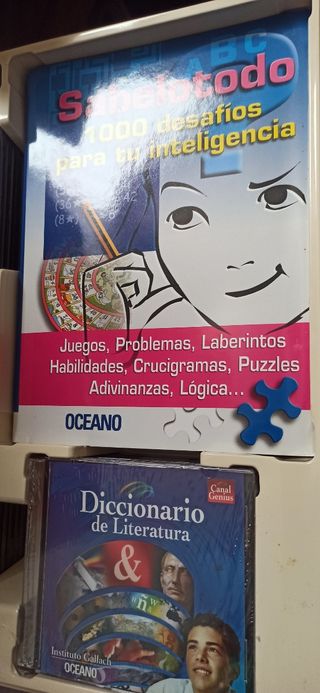 ABC
Sabelotodo
1000 desafíos
para tu inteligencia
Juegos, Problemas, Laberintos
Habilidades, Crucigramas, Puzzles
Adivinanzas, Lógica...
OCEANO
Canal
Genius
Diccionario
de Literatura
&
Instituto Gallach
OCEANO